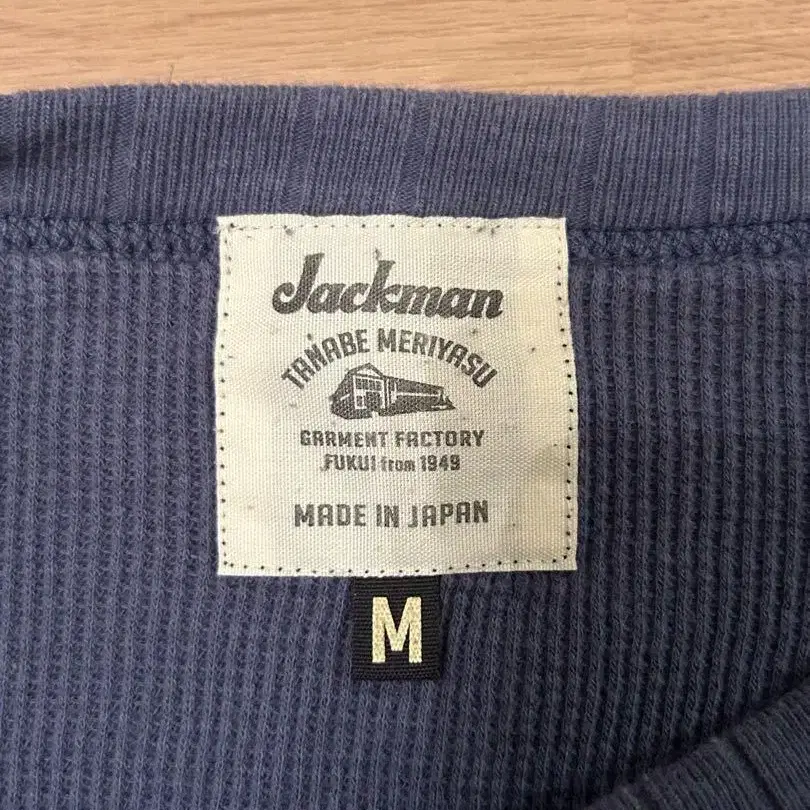 Jackman
TANABE MERIYASU
GARMENT FACTORY
FUKUI from 1949
MADE IN JAPAN
M